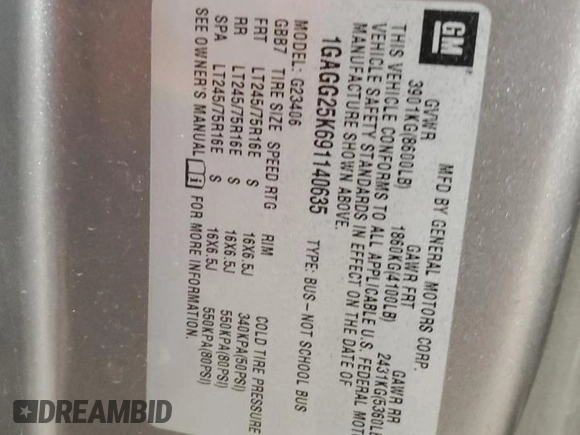 GM
MFD BY GENERAL MOTORS CORP.
GVWR GAWR FRT GAWR RR
3901KG(8600LB) 1860KG(4100LB) 2431KG(5360LB
THIS VEHICLE CONFORMS TO ALL APPLICABLE U.S. FEDERAL MOT
VEHICLE SAFETY STANDARDS IN EFFECT ON THE DATE OF
MANUFACTURE SHOWN ABOVE.
1GAGG25K691140635 TYPE: BUS-NOT SCHOOL BUS
MODEL: G23406
GBB7 TIRE SIZE SPEED RTG RIM COLD TIRE PRESSURE
FRT LT245/75R16E S 16X6.5J 340KPA(50PSI)
RR LT245/75R16E S 16X6.5J 550KPA(80PSI)
SPA LT245/75R16E S 16X6.5J 550KPA(80PSI)
SEE OWNER'S MANUAL FOR MORE INFORMATION.
DREAMBID